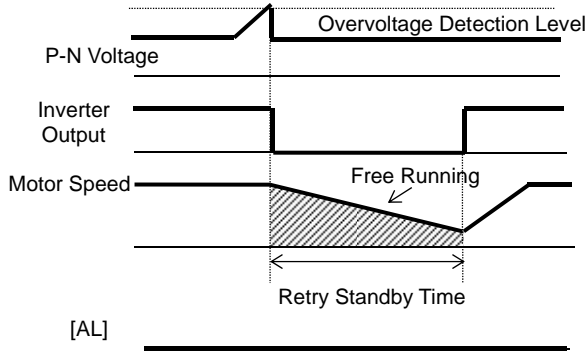 Overvoltage Detection Level
P-N Voltage
Inverter
Output
Free Running
Motor Speed
Retry Standby Time
[AL]